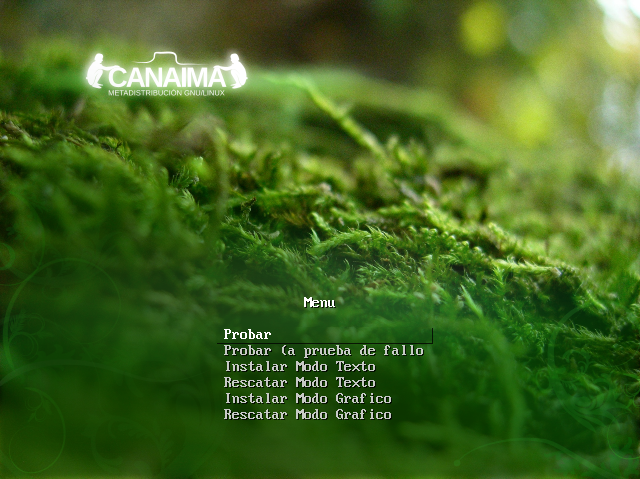 CANAIMA
METADISTRIBUCIÓN GNU/LINUX
Menu
Probar
Probar (a prueba de fallo
Instalar Modo Texto
Rescatar Modo Texto
Instalar Modo Grafico
Rescatar Modo Grafico